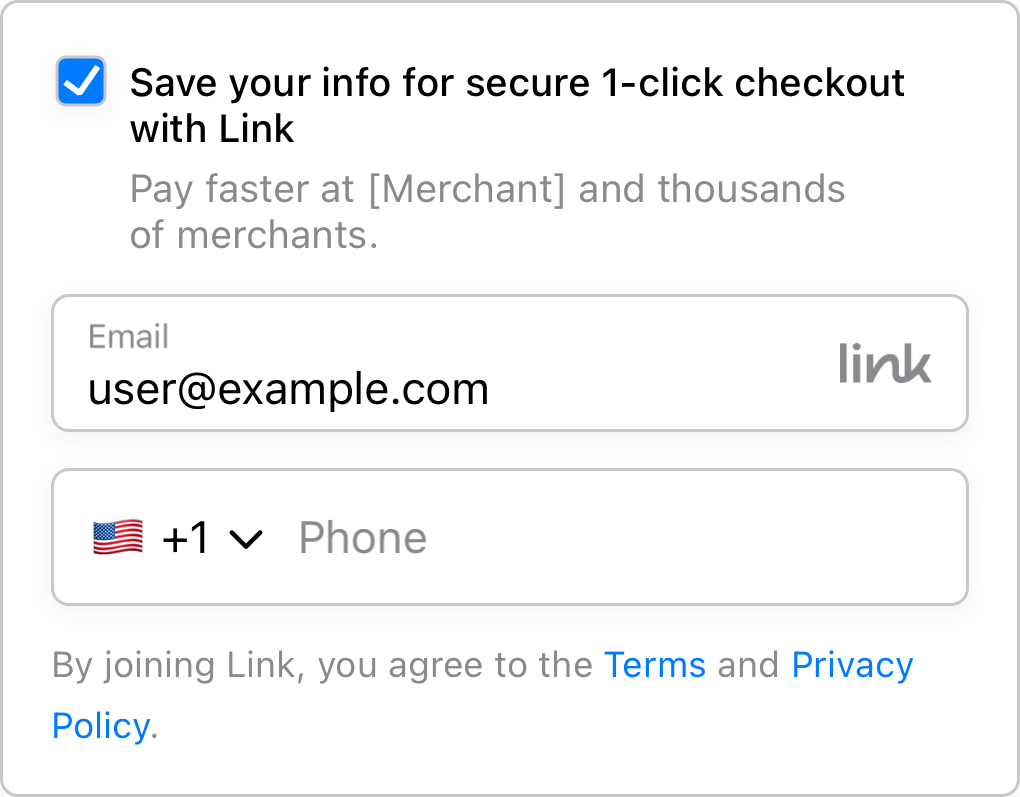 Save your info for secure 1-click checkout
with Link
Pay faster at [Merchant] and thousands
of merchants.
Email
user@example.com
link
+1 Phone
By joining Link, you agree to the Terms and Privacy
Policy.